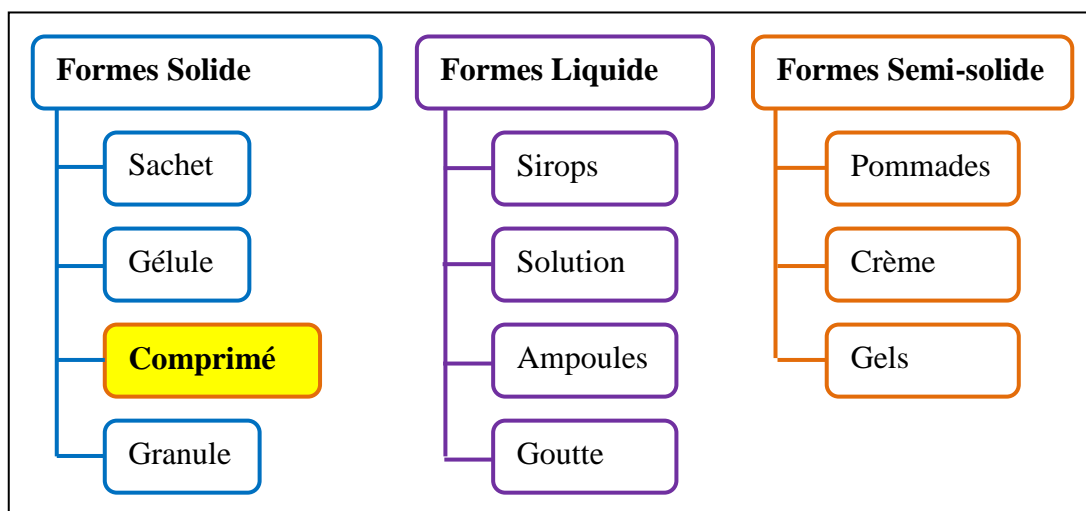 Formes Solide
Sachet
Gélule
Comprimé
Granule
Formes Liquide
Sirops
Solution
Ampoules
Goutte
Formes Semi-solide
Pommades
Crème
Gels